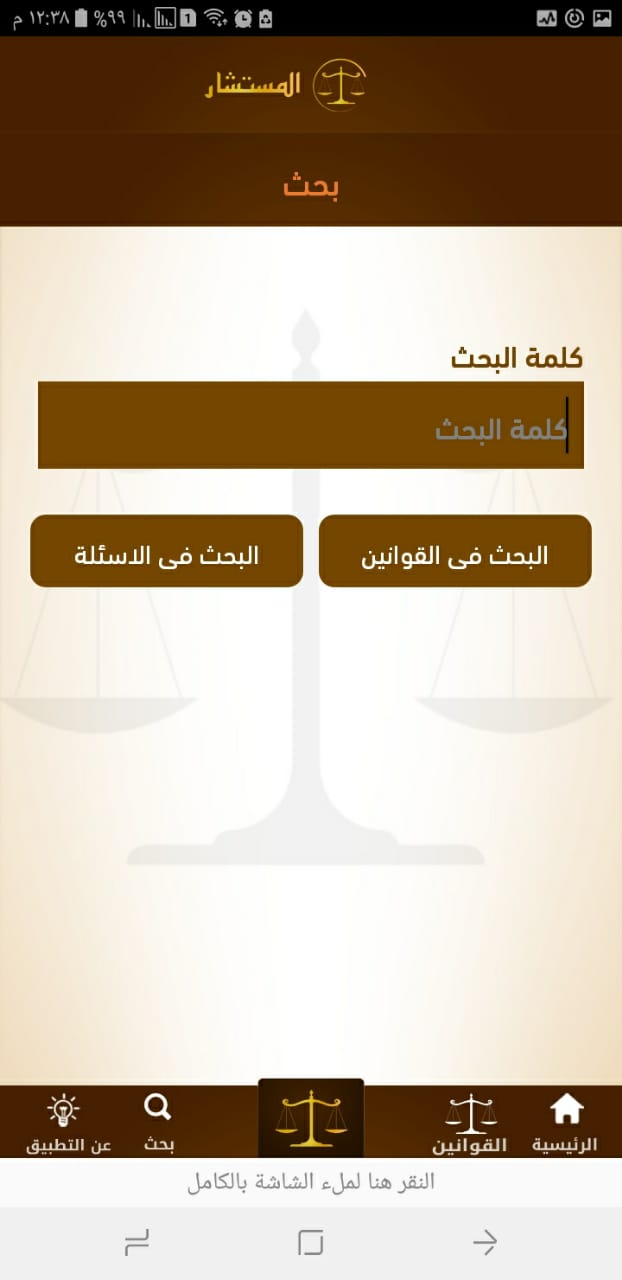 ١٢:٣٨ م %٩٩ 1
المستشار
بحث
كلمة البحث
كلمة البحث
البحث فى القوانين
البحث فى الاسئلة
الرئيسية
القوانين
بحث
عن التطبيق
النقر هنا لملء الشاشة بالكامل